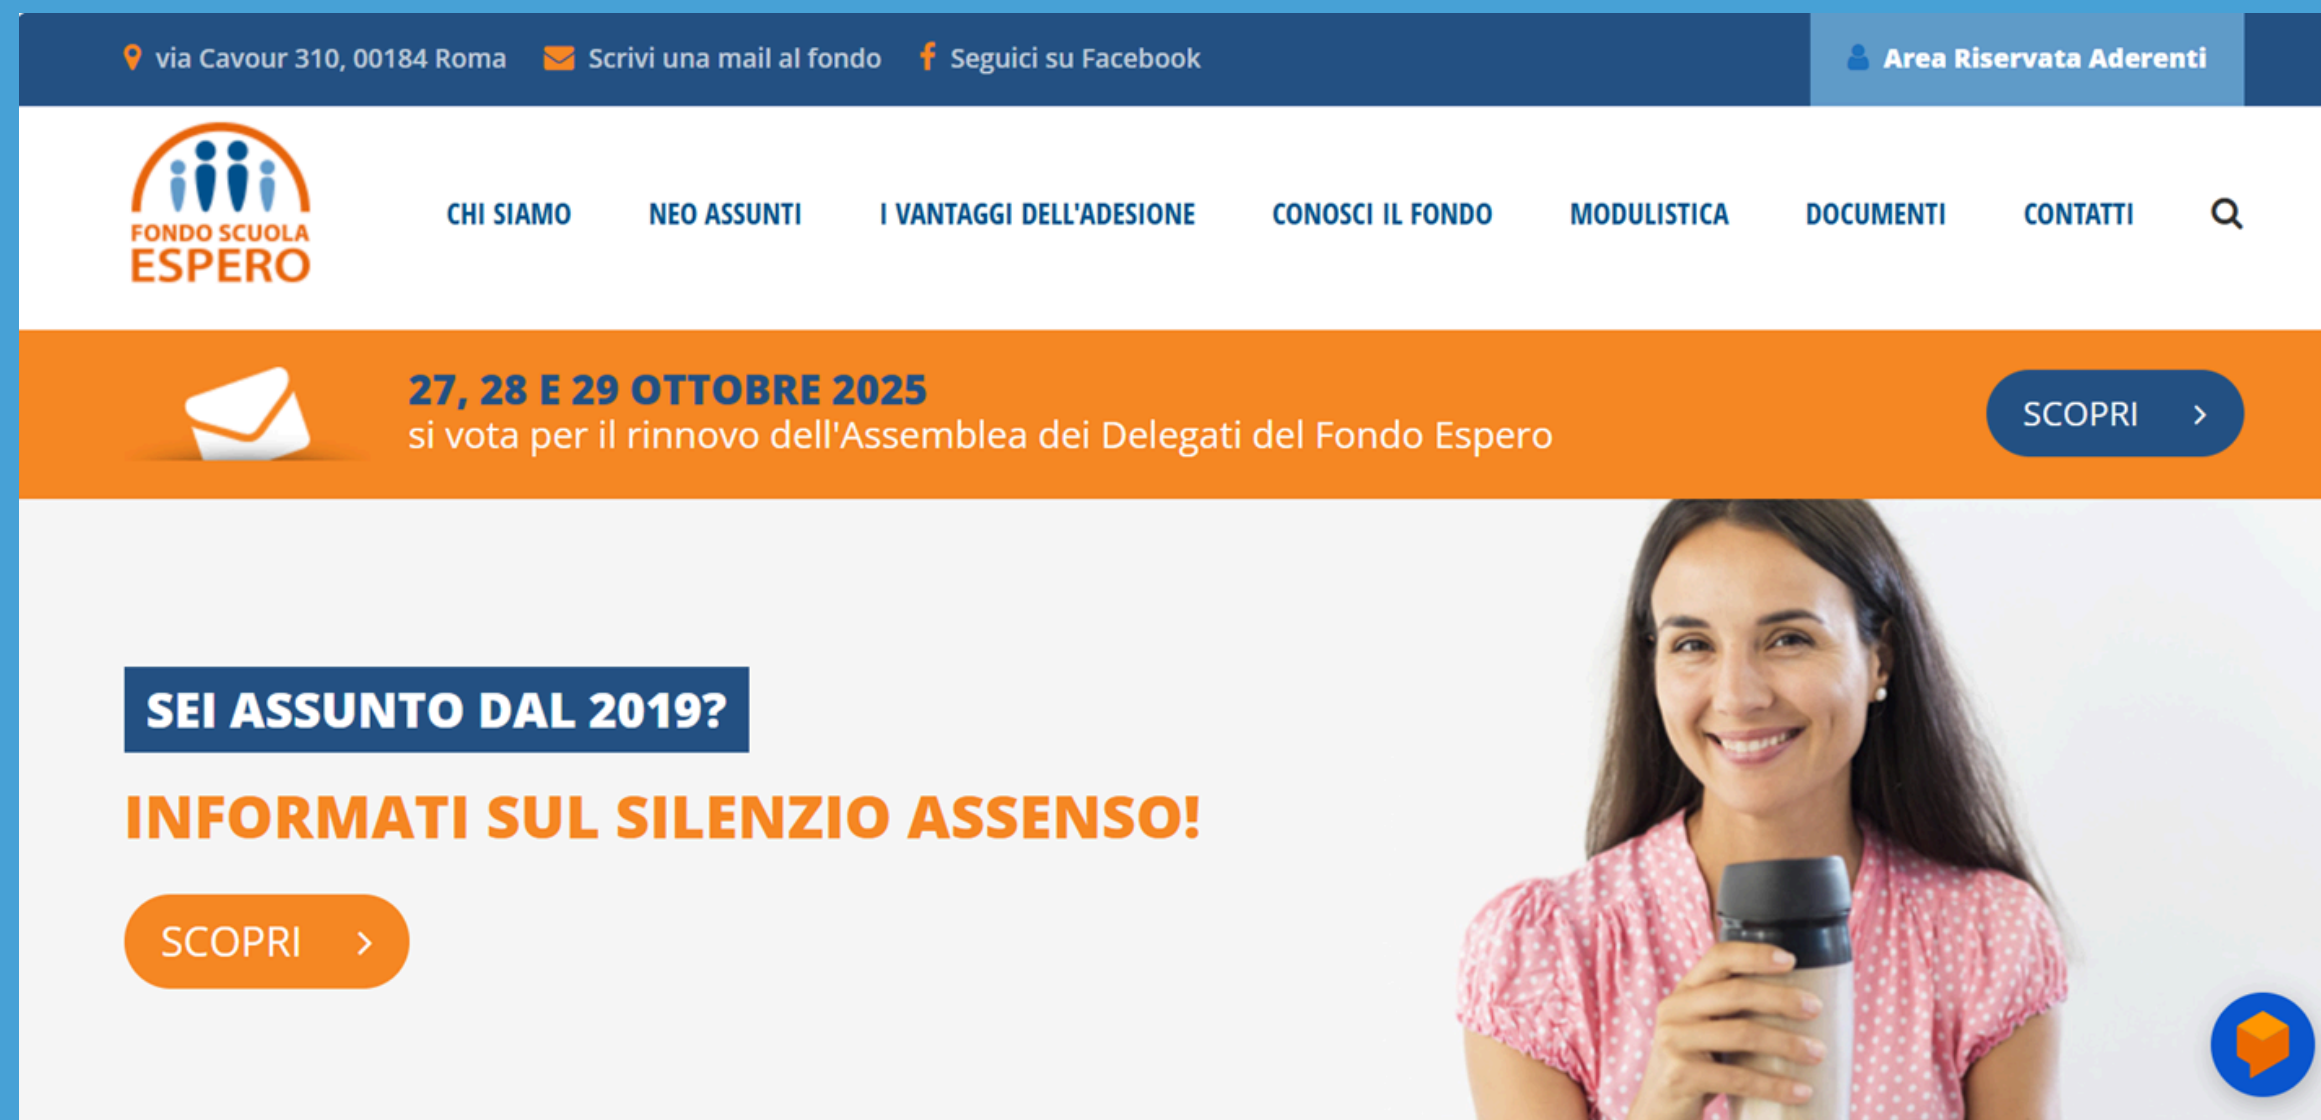 via Cavour 310, 00184 Roma Scrivi una mail al fondo Seguici su Facebook Area Riservata Aderenti
FONDO SCUOLA
ESPERO
CHI SIAMO NEO ASSUNTI I VANTAGGI DELL'ADESIONE CONOSCI IL FONDO MODULISTICA DOCUMENTI CONTATTI
27, 28 E 29 OTTOBRE 2025
si vota per il rinnovo dell'Assemblea dei Delegati del Fondo Espero
SCOPRI
SEI ASSUNTO DAL 2019?
INFORMATI SUL SILENZIO ASSENSO!
SCOPRI